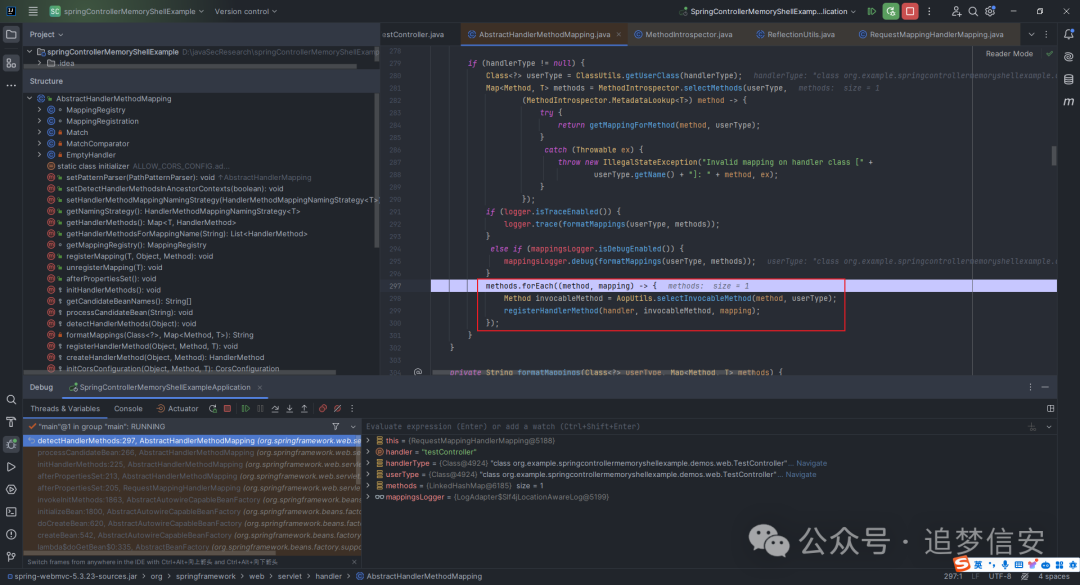 springControllerMemoryShellExample
Version control
SpringControllerMemoryShellExamp...lication
Project
estController.java
AbstractHandlerMethodMapping.java
MethodIntrospector.java
ReflectionUtils.java
RequestMappingHandlerMapping.java
springControllerMemoryShellExample D:\javaSecResearch\springControllerMemoryShellExamp
.idea
Structure
AbstractHandlerMethodMapping
MappingRegistry
MappingRegistration
Match
MatchComparator
EmptyHandler
static class initializer ALLOW_CORS_CONFIG.ad...
setPatternParser(PathPatternParser): void ↑AbstractHandlerMapping
setDetectHandlerMethodsInAncestorContexts(boolean): void
setHandlerMethodMappingNamingStrategy(HandlerMethodMappingNamingStrategy<T>
getNamingStrategy(): HandlerMethodMappingNamingStrategy<T>
getHandlerMethods(): Map<T, HandlerMethod>
getHandlerMethodsForMappingName(String): List<HandlerMethod>
getMappingRegistry(): MappingRegistry
registerMapping(T, Object, Method): void
unregisterMapping(T): void
afterPropertiesSet(): void
initHandlerMethods(): void
getCandidateBeanNames(): String[]
processCandidateBean(String): void
detectHandlerMethods(Object): void
formatMappings(Class<?>, Map<Method, T>): String
registerHandlerMethod(Object, Method, T): void
createHandlerMethod(Object, Method): HandlerMethod
initCorsConfiguration(Object, Method, T): CorsConfiguration
Reader Mode
if (handlerType != null) {
Class<?> userType = ClassUtils.getUserClass(handlerType); handlerType: "class org.example.springcontrollermemoryshellexample.d
Map<Method, T> methods = MethodIntrospector.selectMethods(userType, methods: size = 1
(MethodIntrospector.MetadataLookup<T>) method -> {
try {
return getMappingForMethod(method, userType);
}
catch (Throwable ex) {
throw new IllegalStateException("Invalid mapping on handler class [" +
userType.getName() + "]: " + method, ex);
}
});
if (logger.isTraceEnabled()) {
logger.trace(formatMappings(userType, methods));
}
else if (mappingsLogger.isDebugEnabled()) {
mappingsLogger.debug(formatMappings(userType, methods)); userType: "class org.example.springcontrollermemoryshellexample
}
297 methods.forEach((method, mapping) -> { methods: size = 1
Method invocableMethod = AopUtils.selectInvocableMethod(method, userType);
registerHandlerMethod(handler, invocableMethod, mapping);
});
}
}
private String formatMappings(Class<?> userType, Map<Method, T> methods) {
Debug
SpringControllerMemoryShellExampleApplication
Threads & Variables
Console
Actuator
"main"@1 in group "main": RUNNING
Evaluate expression (Enter) or add a watch (Ctrl+Shift+Enter)
detectHandlerMethods:297, AbstractHandlerMethodMapping (org.springframework.web.se
processCandidateBean:266, AbstractHandlerMethodMapping (org.springframework.web.se
initHandlerMethods:225, AbstractHandlerMethodMapping (org.springframework.web.servle
afterPropertiesSet:213, AbstractHandlerMethodMapping (org.springframework.web.servlet
afterPropertiesSet:205, RequestMappingHandlerMapping (org.springframework.web.serv
invokeInitMethods:1863, AbstractAutowireCapableBeanFactory (org.springframework.beans
initializeBean:1800, AbstractAutowireCapableBeanFactory (org.springframework.beans.fact
doCreateBean:620, AbstractAutowireCapableBeanFactory (org.springframework.beans.fact
createBean:542, AbstractAutowireCapableBeanFactory (org.springframework.beans.factory
lambda$doGetBean$0:335, AbstractBeanFactory (org.springframework.beans.factory.suppo
Switch frames from anywhere in the IDE with Ctrl+Alt+向上箭头 and Ctrl+Alt+向下箭头
this = {RequestMappingHandlerMapping@5188}
handler = "testController"
handlerType = {Class@4924} "class org.example.springcontrollermemoryshellexample.demos.web.TestController"... Navigate
userType = {Class@4924} "class org.example.springcontrollermemoryshellexample.demos.web.TestController"... Navigate
methods = {LinkedHashMap@6185} size = 1
mappingsLogger = {LogAdapter$Slf4jLocationAwareLog@5199}
公众号 · 追梦信安
英
spring-webmvc-5.3.23-sources.jar > org > springframework > web > servlet > handler > AbstractHandlerMethodMapping
297:1 LF UTF-8 4 spaces